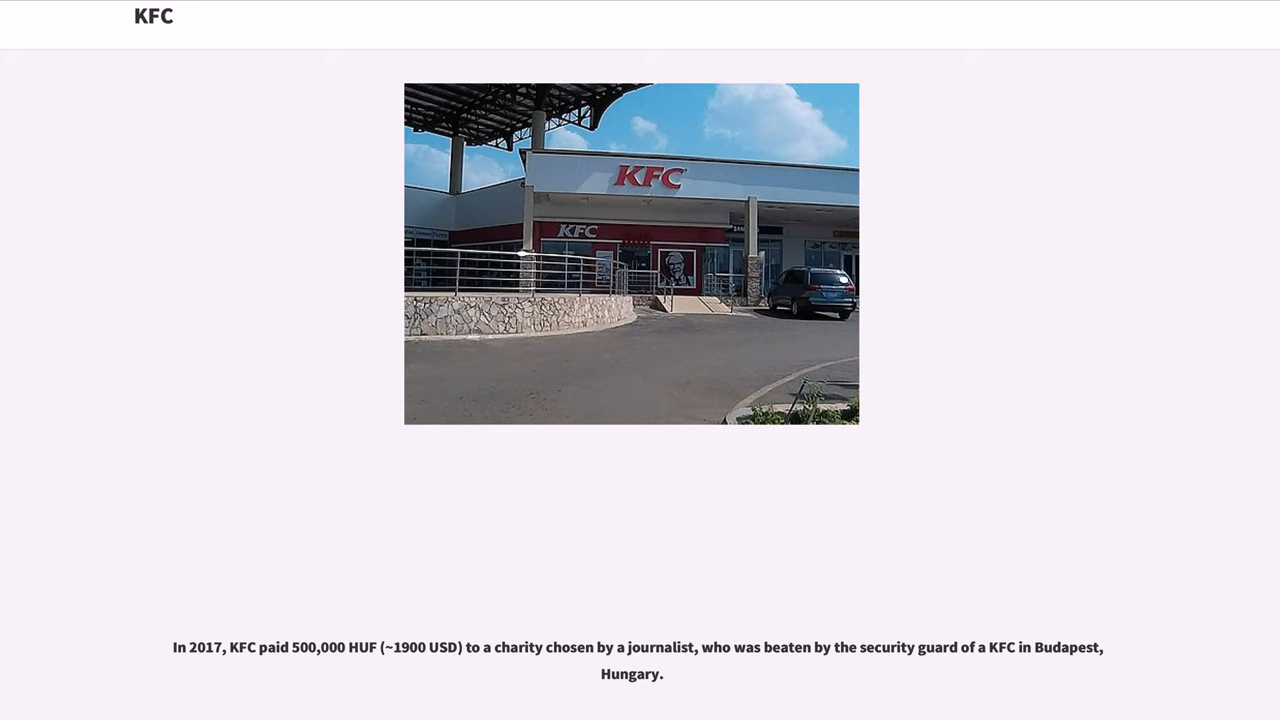 KFC
KFC
KFC
In 2017, KFC paid 500,000 HUF (~1900 USD) to a charity chosen by a journalist, who was beaten by the security guard of a KFC in Budapest,
Hungary.